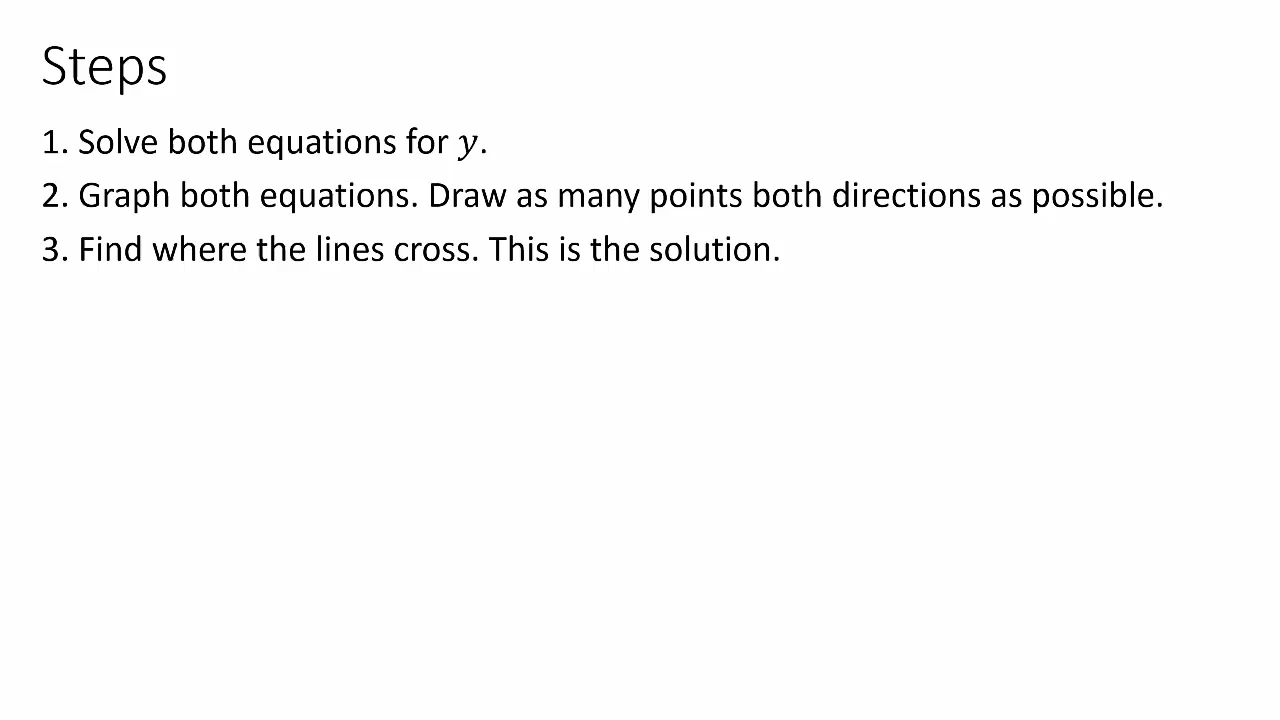 Steps
1. Solve both equations for y.
2. Graph both equations. Draw as many points both directions as possible.
3. Find where the lines cross. This is the solution.